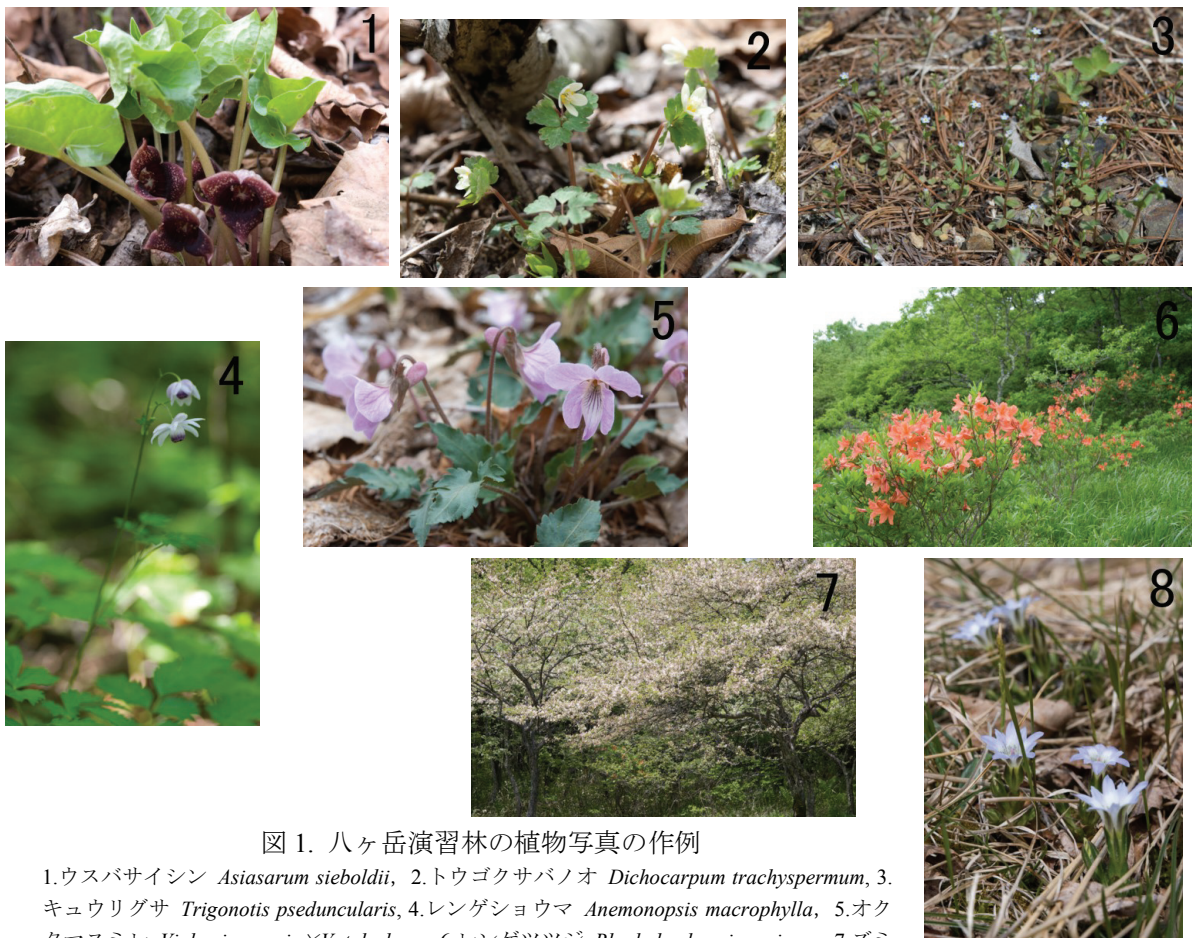 1
2
3
4
5
6
7
8
図 1. 八ヶ岳演習林の植物写真の作例
1.ウスバサイシン Asiasarum sieboldii, 2.トウゴクサバノオ Dichocarpum trachyspermum, 3.
キュウリグサ Trigonotis pseduncularis, 4.レンゲショウマ Anemonopsis macrophylla, 5.オク